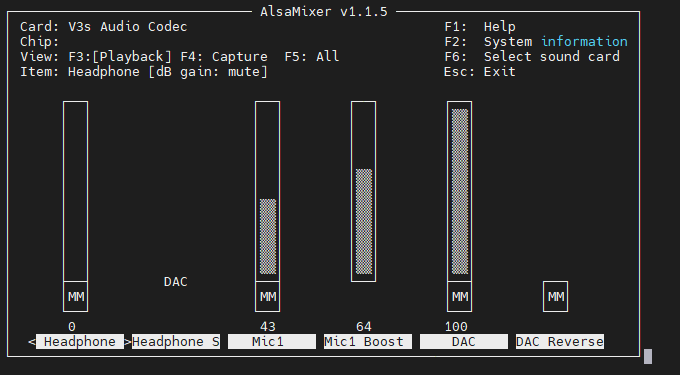 AlsaMixer v1.1.5
Card: V3s Audio Codec F1: Help
Chip: F2: System information
View: F3:[Playback] F4: Capture F5: All F6: Select sound card
Item: Headphone [dB gain: mute] Esc: Exit
DAC
MM MM MM MM
0 43 64 100
< Headphone >Headphone S Mic1 Mic1 Boost DAC DAC Reverse